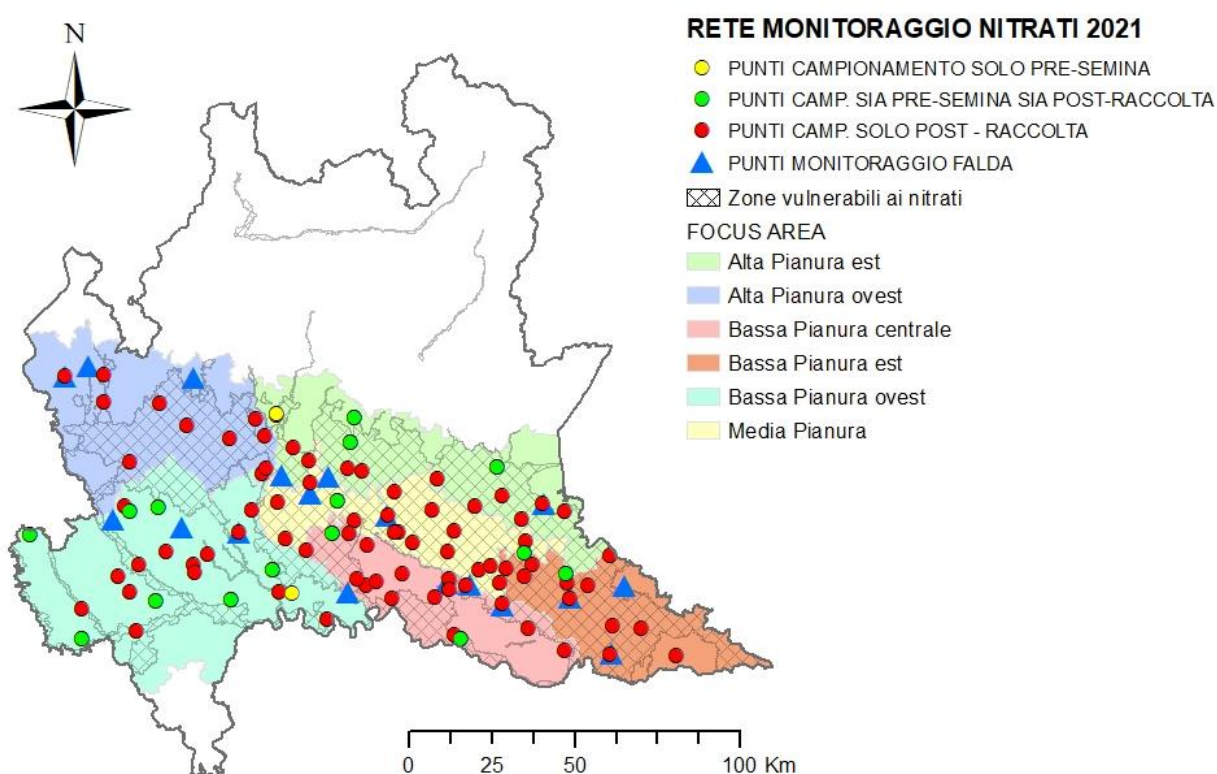 N
RETE MONITORAGGIO NITRATI 2021
PUNTI CAMPIONAMENTO SOLO PRE-SEMINA
PUNTI CAMP. SIA PRE-SEMINA SIA POST-RACCOLTA
PUNTI CAMP. SOLO POST - RACCOLTA
PUNTI MONITORAGGIO FALDA
Zone vulnerabili ai nitrati
FOCUS AREA
Alta Pianura est
Alta Pianura ovest
Bassa Pianura centrale
Bassa Pianura est
Bassa Pianura ovest
Media Pianura
0 25 50 100 Km